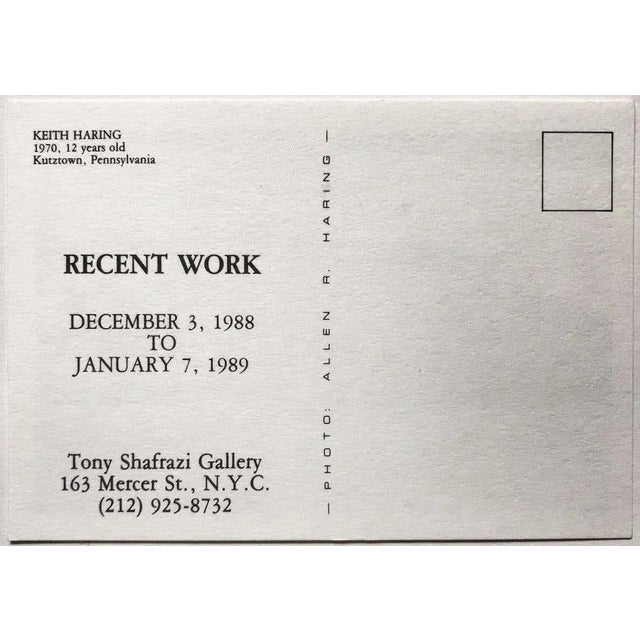 KEITH HARING
1970, 12 years old
Kutztown, Pennsylvania
RECENT WORK
DECEMBER 3, 1988
TO
JANUARY 7, 1989
Tony Shafrazi Gallery
163 Mercer St., N.Y.C.
(212) 925-8732
— PHOTO: ALLEN R. HARING —